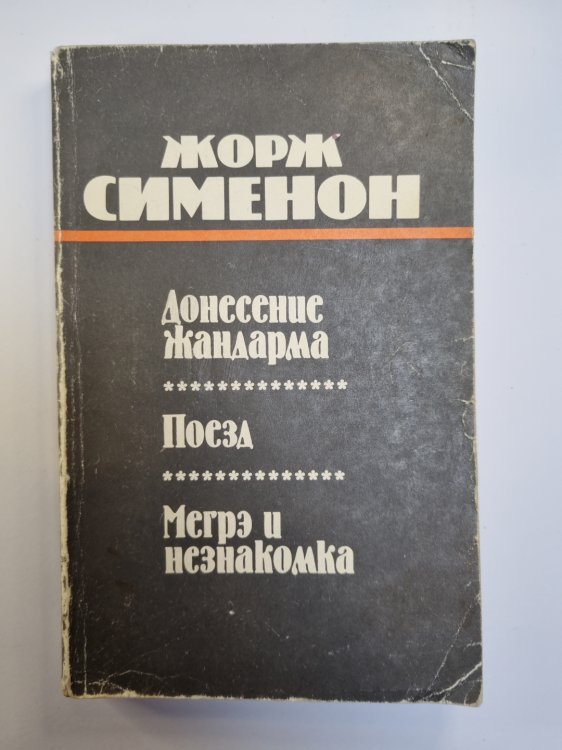 ЖОРЖ
СИМЕНОН
Донесение
жандарма
**************
Поезд
**************
Мегрэ и
незнакомка